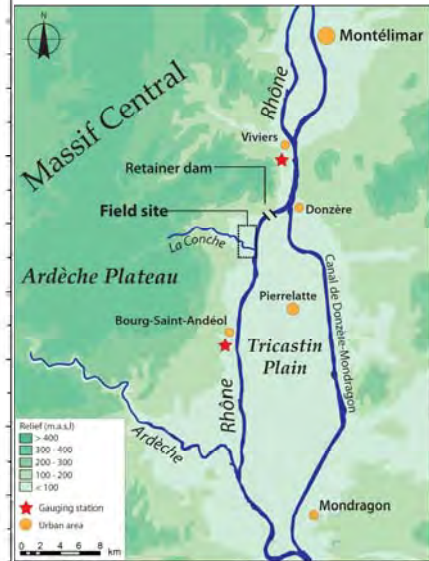 N
Montélimar
Rhône
Massif Central
Viviers
Retainer dam
Donzère
Field site
La Conche
Ardèche Plateau
Canal de Donzère-Mondragon
Pierrelatte
Bourg-Saint-Andéol
Tricastin
Plain
Rhône
Ardèche
Relief (m.a.s.l)
> 400
300 - 400
200 - 300
100 - 200
< 100
Gauging station
Urban area
Mondragon
0 2 4 6 8
km